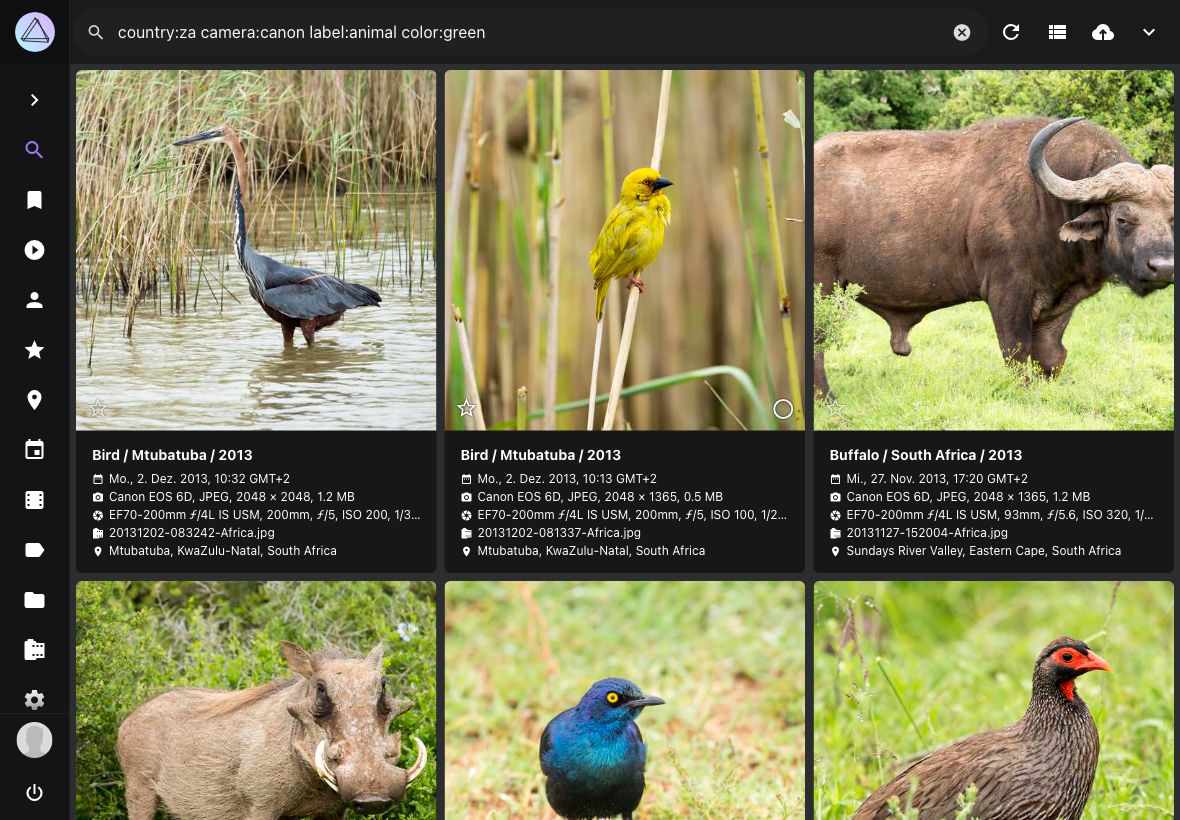 country:za camera:canon label:animal color:green
Bird / Mtubatuba / 2013
Mo., 2. Dez. 2013, 10:32 GMT+2
Canon EOS 6D, JPEG, 2048 × 2048, 1.2 MB
EF70-200mm ƒ/4L IS USM, 200mm, ƒ/5, ISO 200, 1/3…
20131202-083242-Africa.jpg
Mtubatuba, KwaZulu-Natal, South Africa
Bird / Mtubatuba / 2013
Mo., 2. Dez. 2013, 10:13 GMT+2
Canon EOS 6D, JPEG, 2048 × 1365, 0.5 MB
EF70-200mm ƒ/4L IS USM, 200mm, ƒ/5, ISO 100, 1/2…
20131202-081337-Africa.jpg
Mtubatuba, KwaZulu-Natal, South Africa
Buffalo / South Africa / 2013
Mi., 27. Nov. 2013, 17:20 GMT+2
Canon EOS 6D, JPEG, 2048 × 1365, 1.2 MB
EF70-200mm ƒ/4L IS USM, 93mm, ƒ/5.6, ISO 320, 1/…
20131127-152004-Africa.jpg
Sundays River Valley, Eastern Cape, South Africa